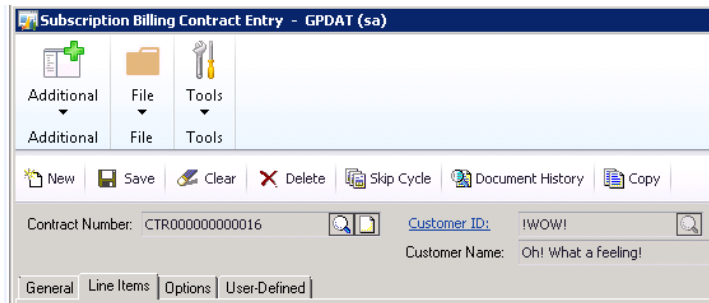 Subscription Billing Contract Entry - GPDAT (sa)
Additional File Tools
Additional File Tools
New Save Clear Delete Skip Cycle Document History Copy
Contract Number: CTR000000000016 Customer ID: !WOW!
Customer Name: Oh! What a feeling!
General Line Items Options User-Defined